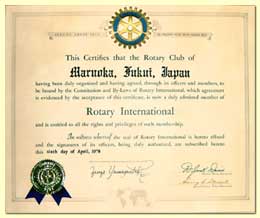 This Certifies that the Rotary Club of
Maruoka, Fukui, Japan
having been duly organized and having agreed, through its officers and members, to
be bound by the Constitution and By-Laws of Rotary International, which agreement
is evidenced by the acceptance of this certificate, is now a duly admitted member of
Rotary International
and is entitled to all the rights and privileges of such membership.
In witness whereof the seal of Rotary International is hereto affixed
and the signatures of its officers, being duly authorized, are subscribed hereto
this sixth day of April, 1979